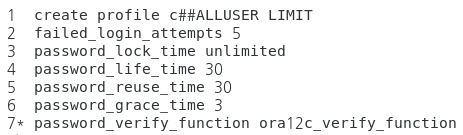 1 create profile c##ALLUSER LIMIT
2 failed_login_attempts 5
3 password_lock_time unlimited
4 password_life_time 30
5 password_reuse_time 30
6 password_grace_time 3
7* password_verify_function ora12c_verify_function